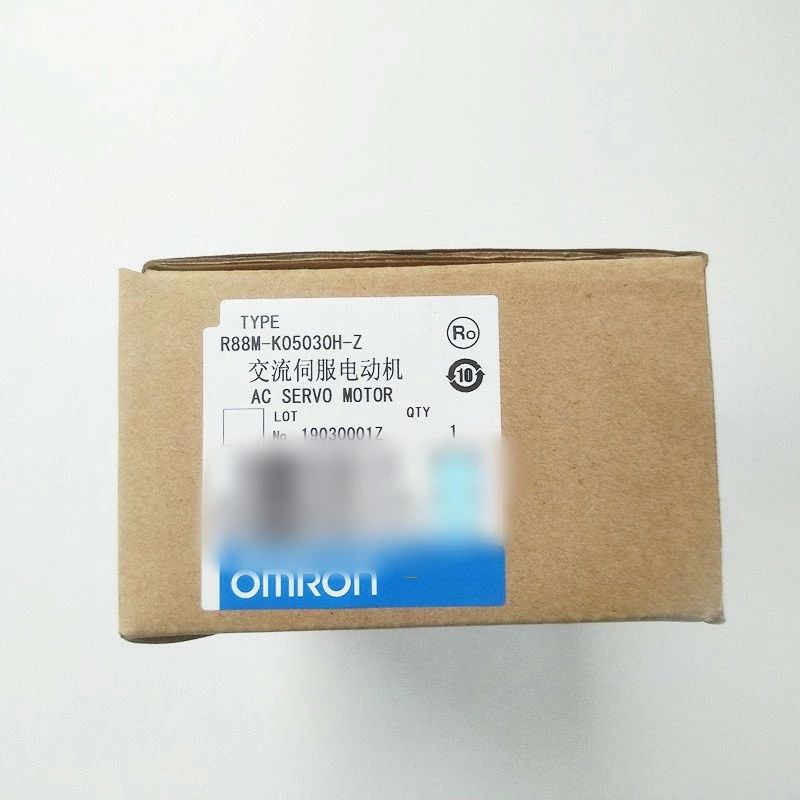 TYPE
R88M-K05030H-Z
交流伺服电动机
AC SERVO MOTOR
Ro
10
LOT QTY
No. 19030001Z 1
OMRON